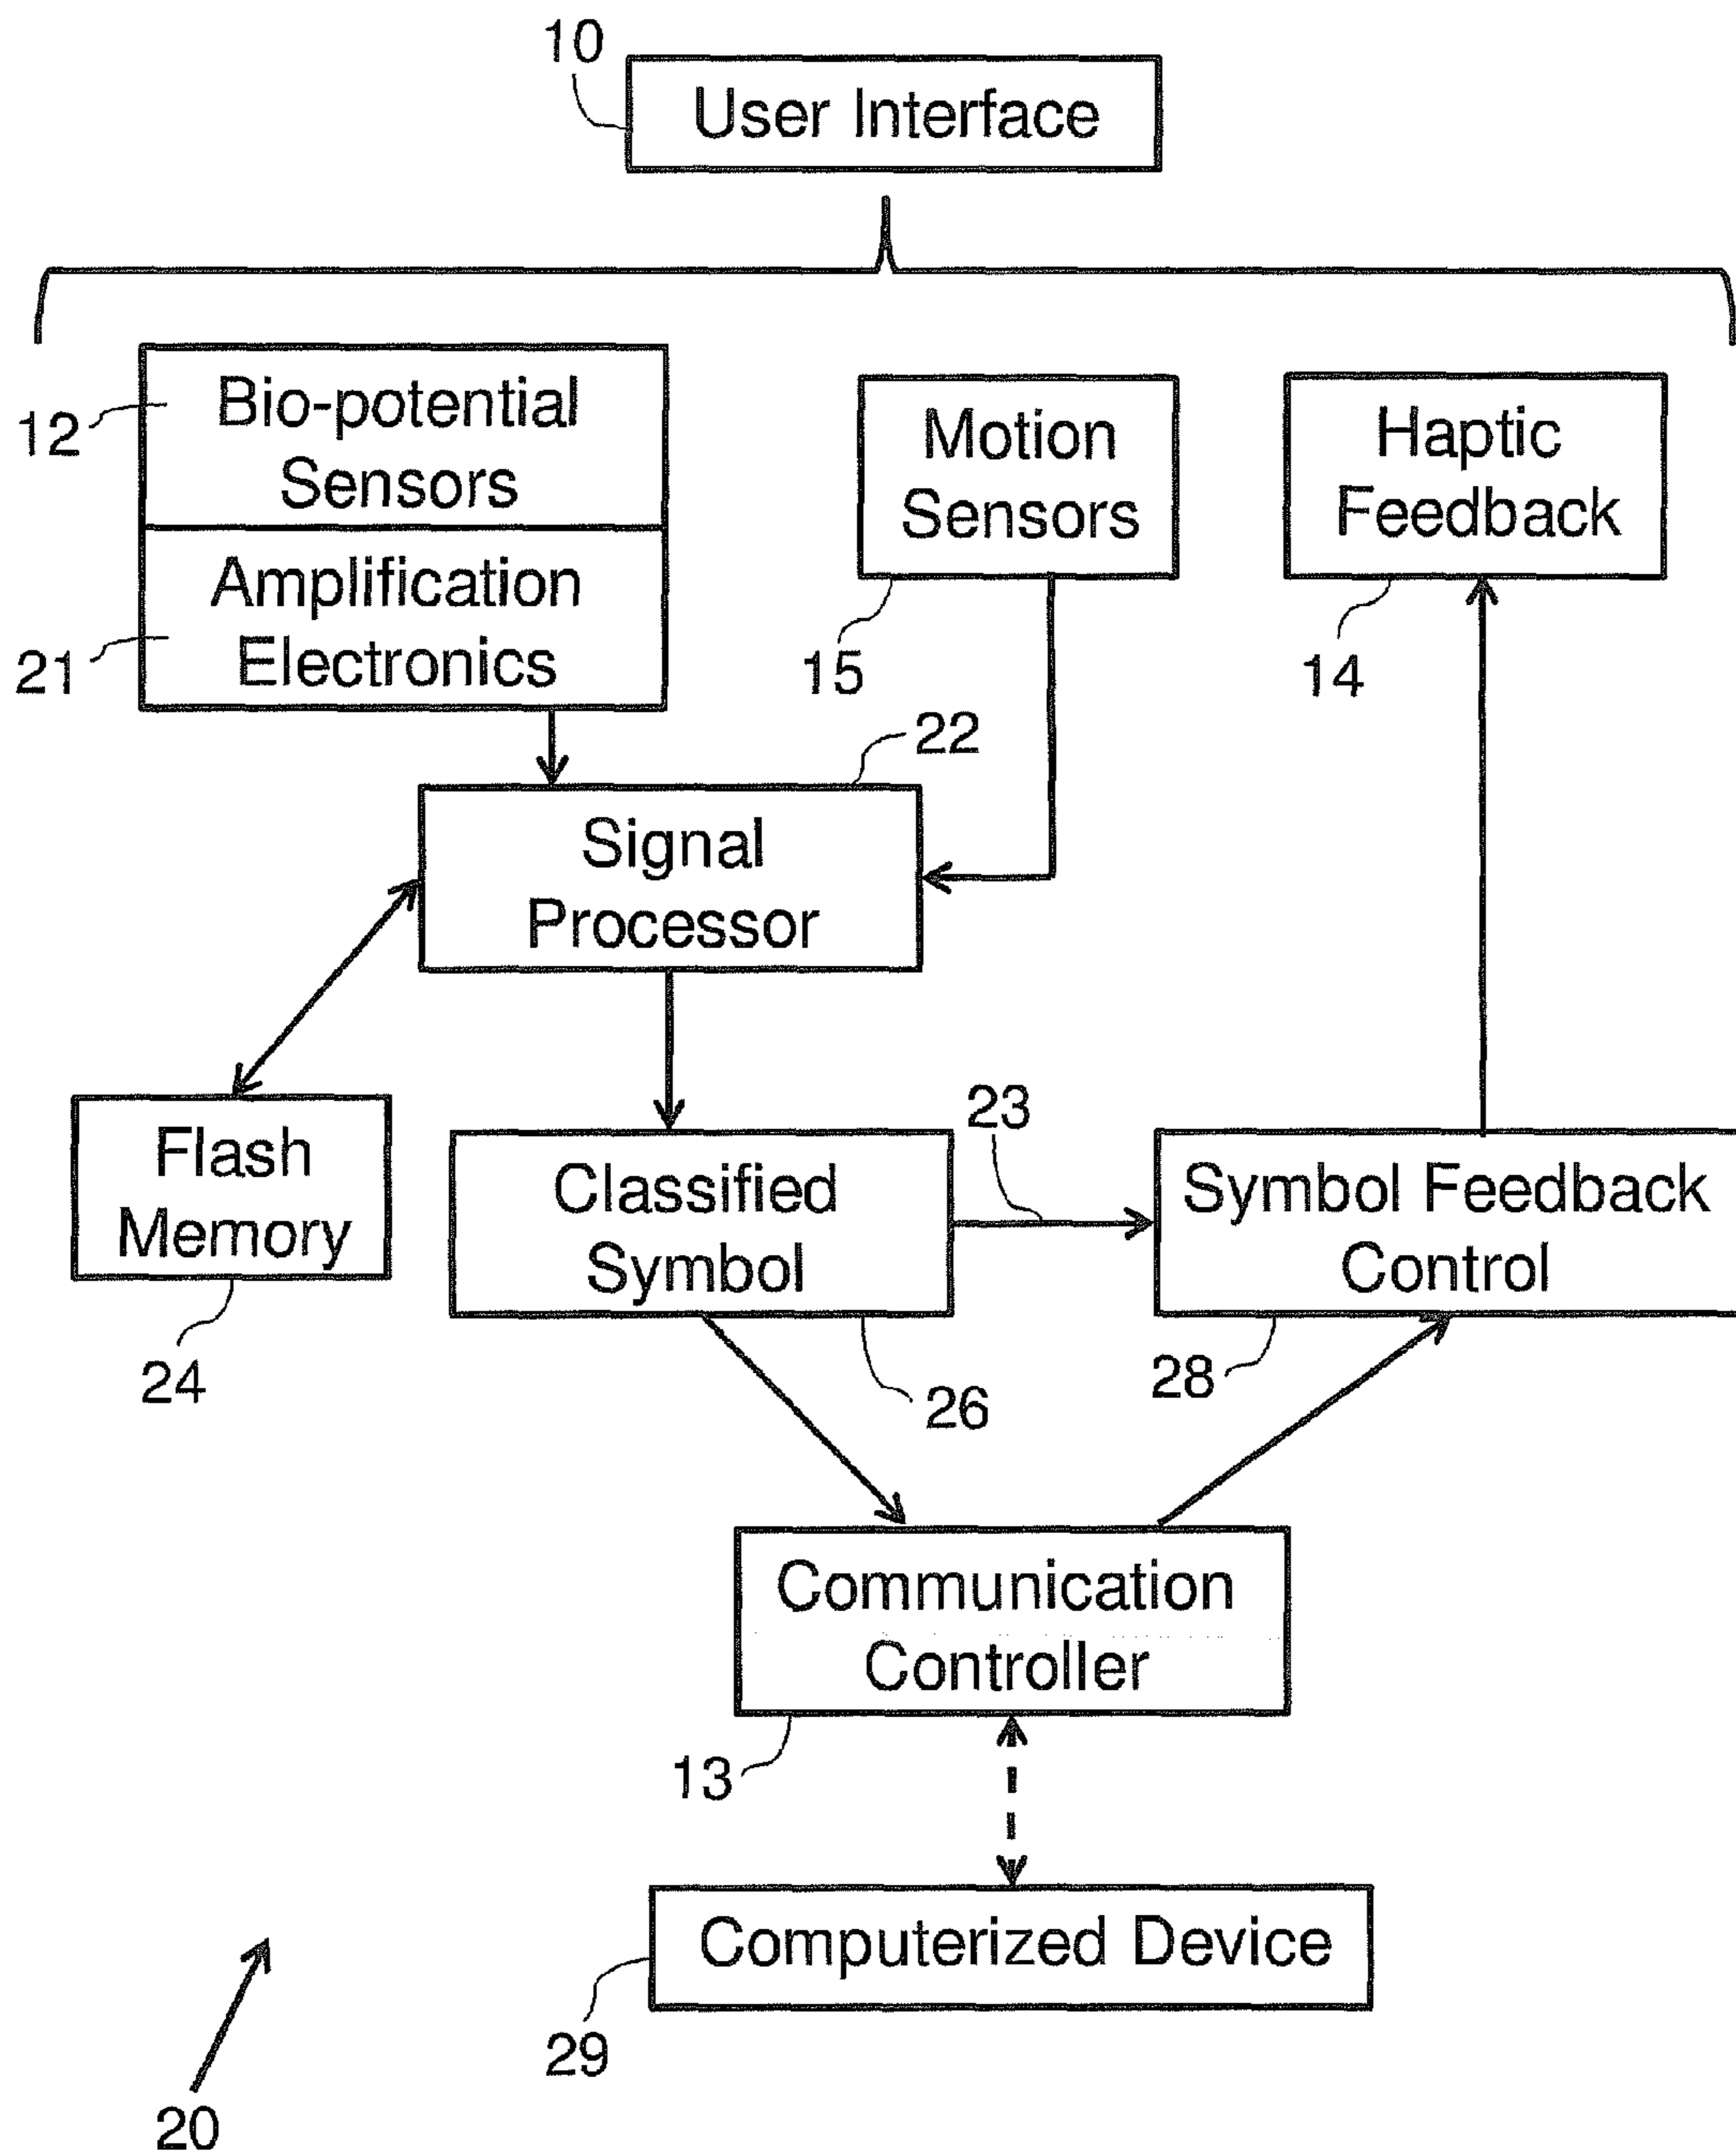 10
User Interface
Bio-potential
Sensors
12
Motion
Sensors
Haptic
Feedback
Amplification
Electronics
21
15
14
22
Signal
Processor
23
Flash
Memory
Classified
Symbol
Symbol Feedback
Control
24
26
28
Communication
Controller
13
Computerized Device
29
20